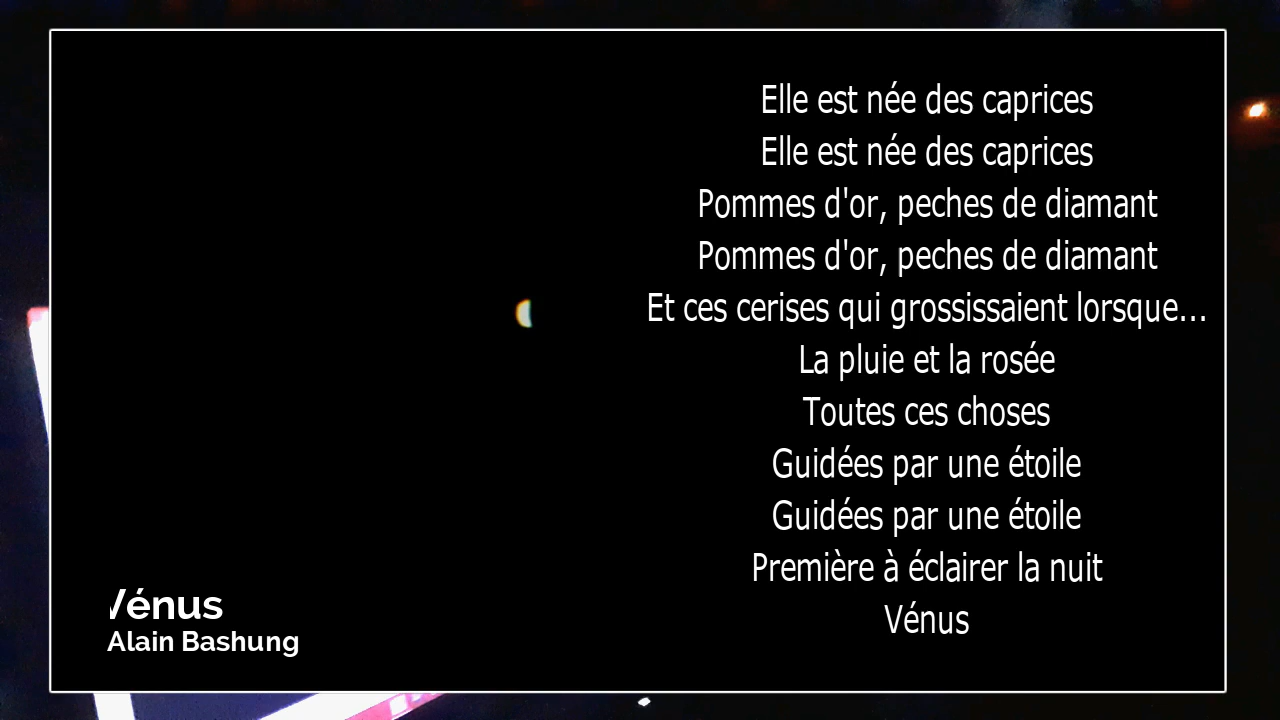 Elle est née des caprices
Elle est née des caprices
Pommes d'or, peches de diamant
Pommes d'or, peches de diamant
Et ces cerises qui grossissaient lorsque...
La pluie et la rosée
Toutes ces choses
Guidées par une étoile
Guidées par une étoile
Première à éclairer la nuit
Vénus
Vénus
Alain Bashung